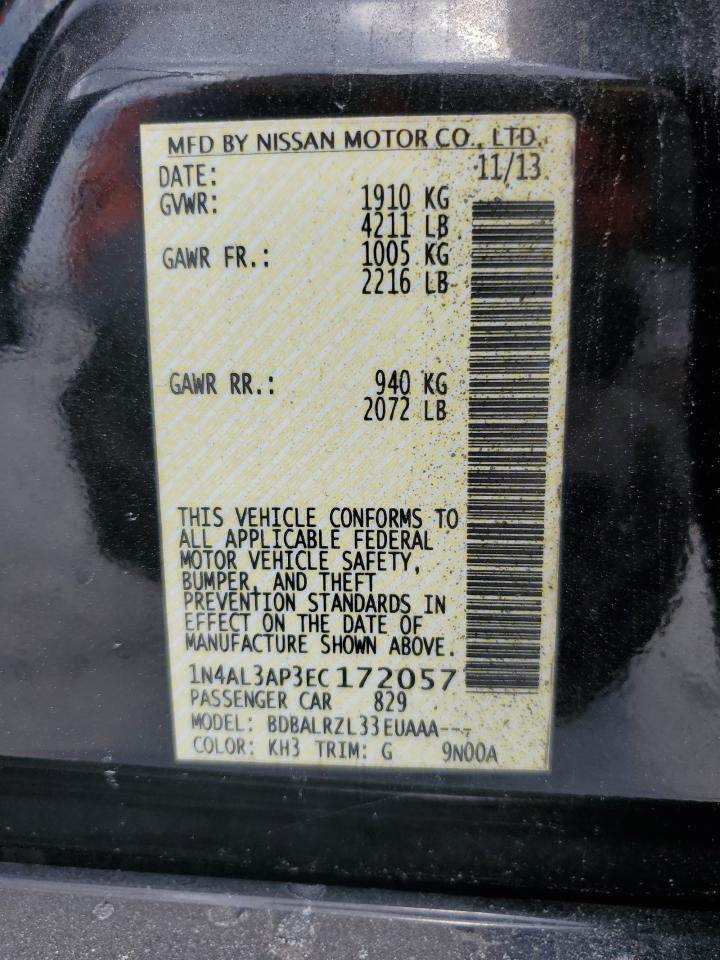 MFD BY NISSAN MOTOR CO., LTD.
DATE: 11/13
GVWR: 1910 KG
4211 LB
GAWR FR.: 1005 KG
2216 LB
GAWR RR.: 940 KG
2072 LB
THIS VEHICLE CONFORMS TO
ALL APPLICABLE FEDERAL
MOTOR VEHICLE SAFETY,
BUMPER, AND THEFT
PREVENTION STANDARDS IN
EFFECT ON THE DATE OF
MANUFACTURE SHOWN ABOVE.
1N4AL3AP3EC172057
PASSENGER CAR 829
MODEL: BDBALRZL33EUAAA---
COLOR: KH3 TRIM: G 9N00A